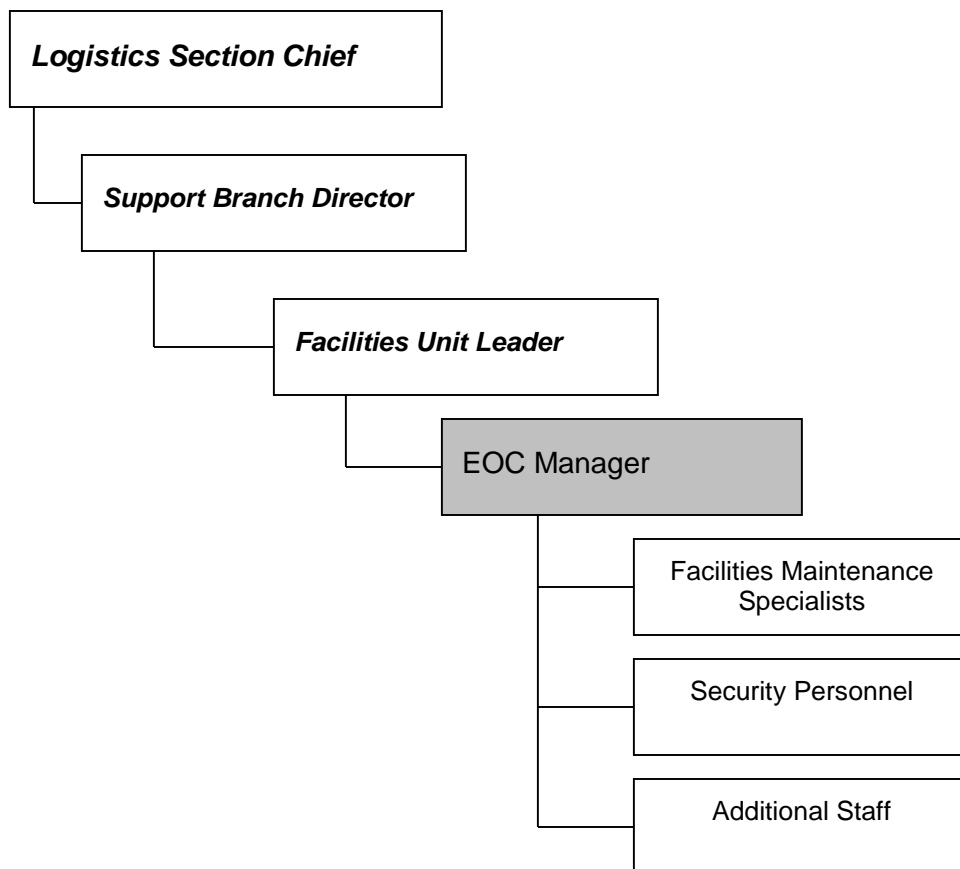 Logistics Section Chief
Support Branch Director
Facilities Unit Leader
EOC Manager
Facilities Maintenance
Specialists
Security Personnel
Additional Staff